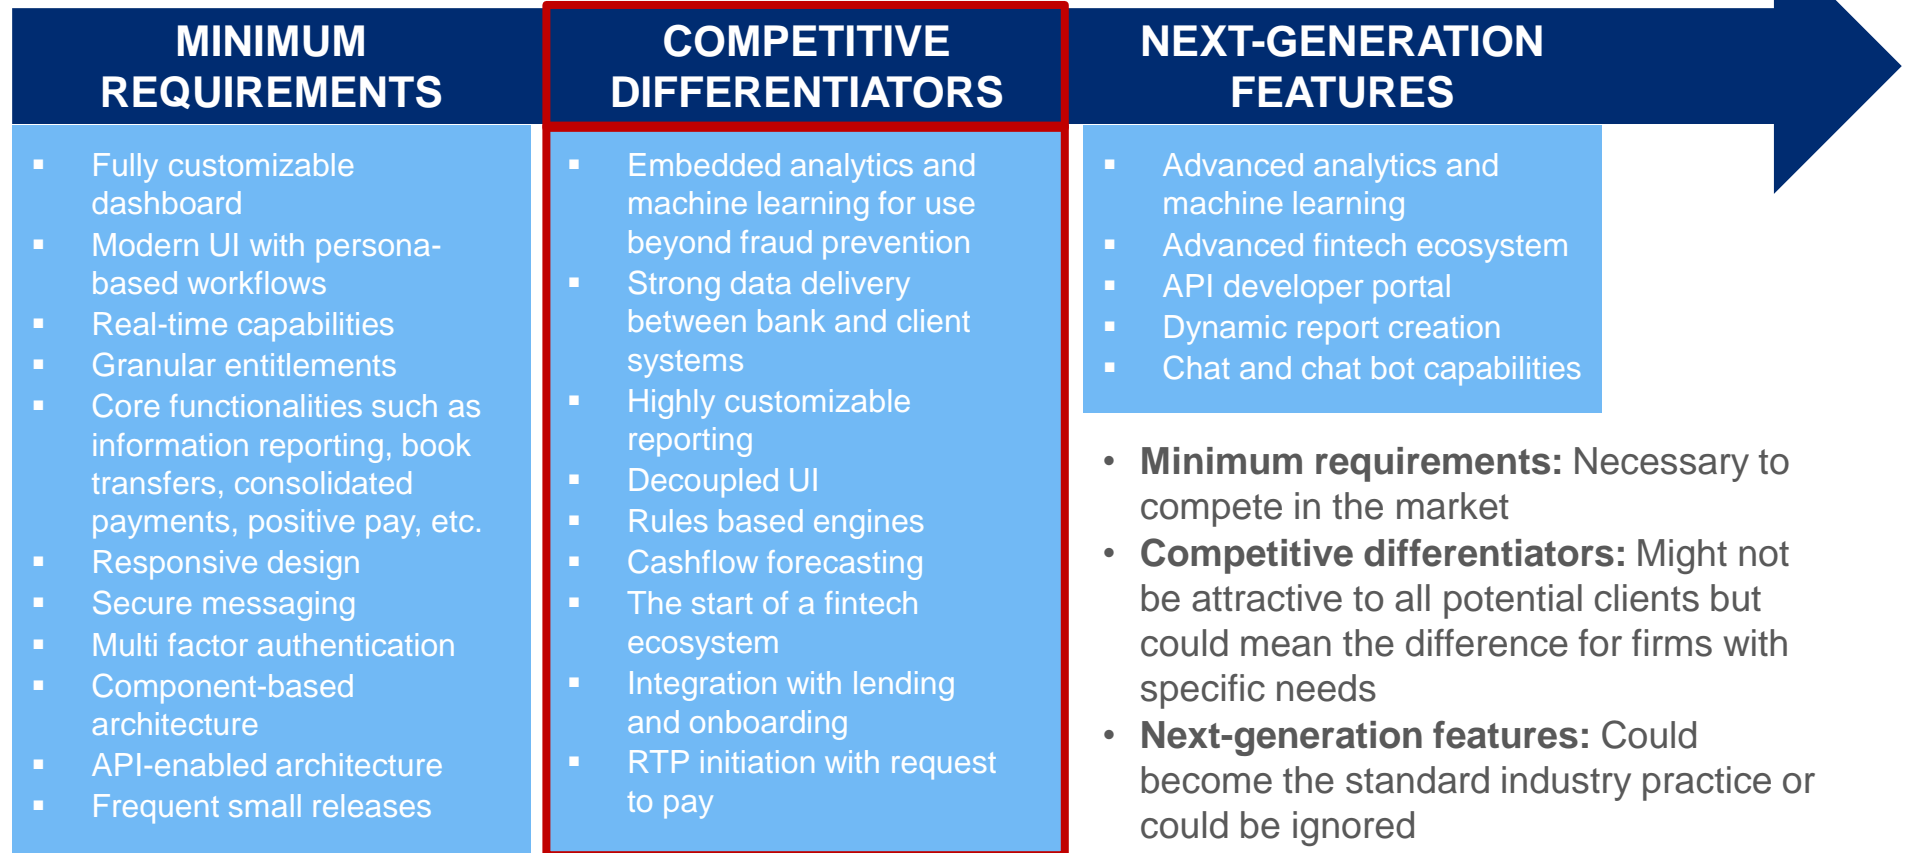 MINIMUM
REQUIREMENTS
▪ Fully customizable
dashboard
▪ Modern UI with persona-
based workflows
▪ Real-time capabilities
▪ Granular entitlements
▪ Core functionalities such as
information reporting, book
transfers, consolidated
payments, positive pay, etc.
▪ Responsive design
▪ Secure messaging
▪ Multi factor authentication
▪ Component-based
architecture
▪ API-enabled architecture
▪ Frequent small releases
COMPETITIVE
DIFFERENTIATORS
▪ Embedded analytics and
machine learning for use
beyond fraud prevention
▪ Strong data delivery
between bank and client
systems
▪ Highly customizable
reporting
▪ Decoupled UI
▪ Rules based engines
▪ Cashflow forecasting
▪ The start of a fintech
ecosystem
▪ Integration with lending
and onboarding
▪ RTP initiation with request
to pay
NEXT-GENERATION
FEATURES
▪ Advanced analytics and
machine learning
▪ Advanced fintech ecosystem
▪ API developer portal
▪ Dynamic report creation
▪ Chat and chat bot capabilities
• Minimum requirements: Necessary to
compete in the market
• Competitive differentiators: Might not
be attractive to all potential clients but
could mean the difference for firms with
specific needs
• Next-generation features: Could
become the standard industry practice or
could be ignored